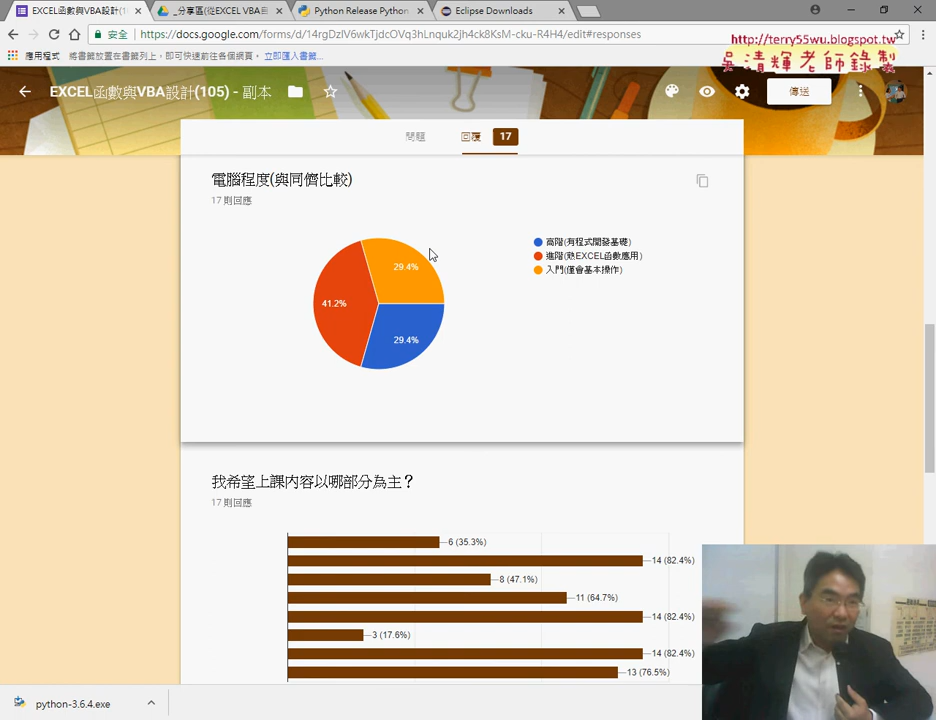 EXCEL函數與VBA設計(1
_分享區(從EXCEL VBA目
Python Release Python
Eclipse Downloads
安全
https://docs.google.com/forms/d/14rgDzlV6wkTjdcOVq3hLnquk2jh4ck8KsM-cku-R4H4/edit#responses
http://terry55wu.blogspot.tw
應用程式
將書籤放置在書籤列上，即可快速前往各個網頁。
立即匯入書籤...
吳清輝老師錄製
EXCEL函數與VBA設計(105) - 副本
傳送
問題
回覆
17
電腦程度(與同儕比較)
17 則回應
29.4%
41.2%
29.4%
高階(有程式開發基礎)
進階(熟EXCEL函數應用)
入門(僅會基本操作)
我希望上課內容以哪部分為主？
17 則回應
6 (35.3%)
14 (82.4%)
8 (47.1%)
11 (64.7%)
14 (82.4%)
3 (17.6%)
14 (82.4%)
13 (76.5%)
python-3.6.4.exe